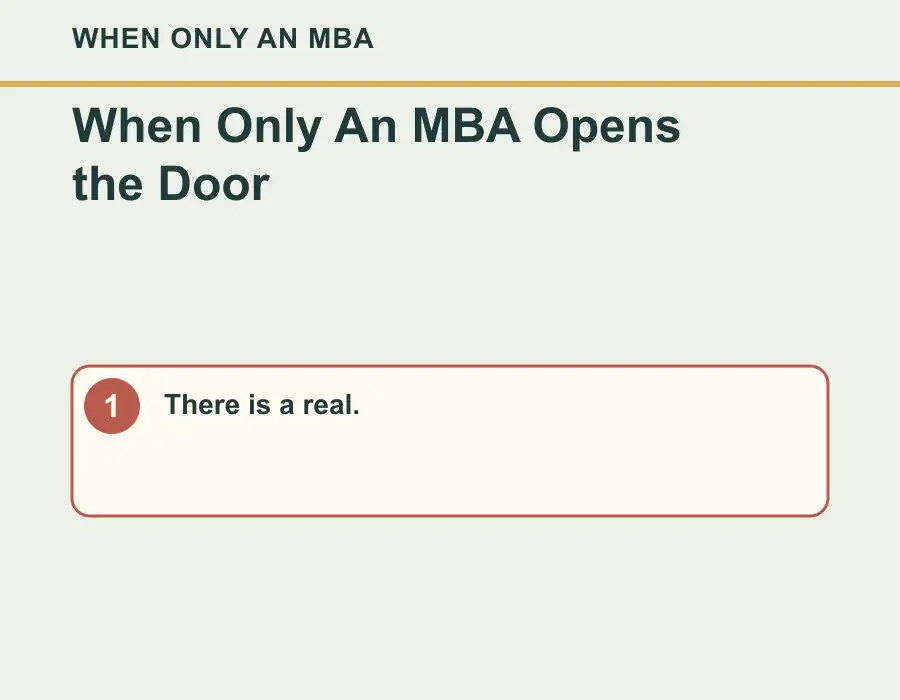 WHEN ONLY AN MBA
When Only An MBA Opens
the Door
1
There is a real.